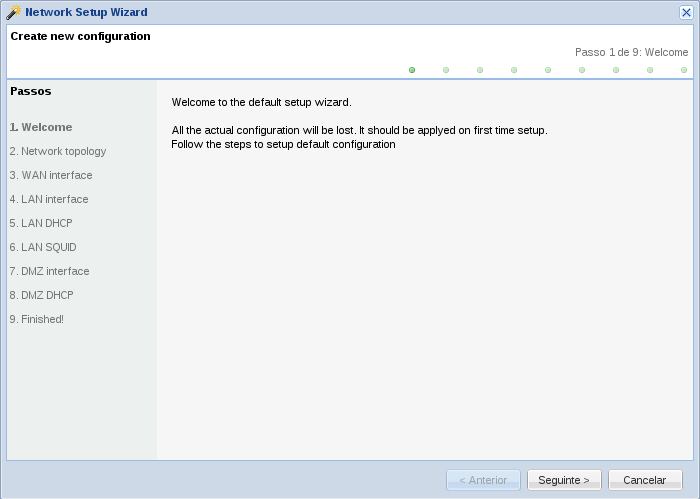 Network Setup Wizard
Create new configuration
Passo 1 de 9: Welcome
Passos
1. Welcome
2. Network topology
3. WAN interface
4. LAN interface
5. LAN DHCP
6. LAN SQUID
7. DMZ interface
8. DMZ DHCP
9. Finished!
Welcome to the default setup wizard.
All the actual configuration will be lost. It should be applyed on first time setup.
Follow the steps to setup default configuration
< Anterior
Seguinte >
Cancelar